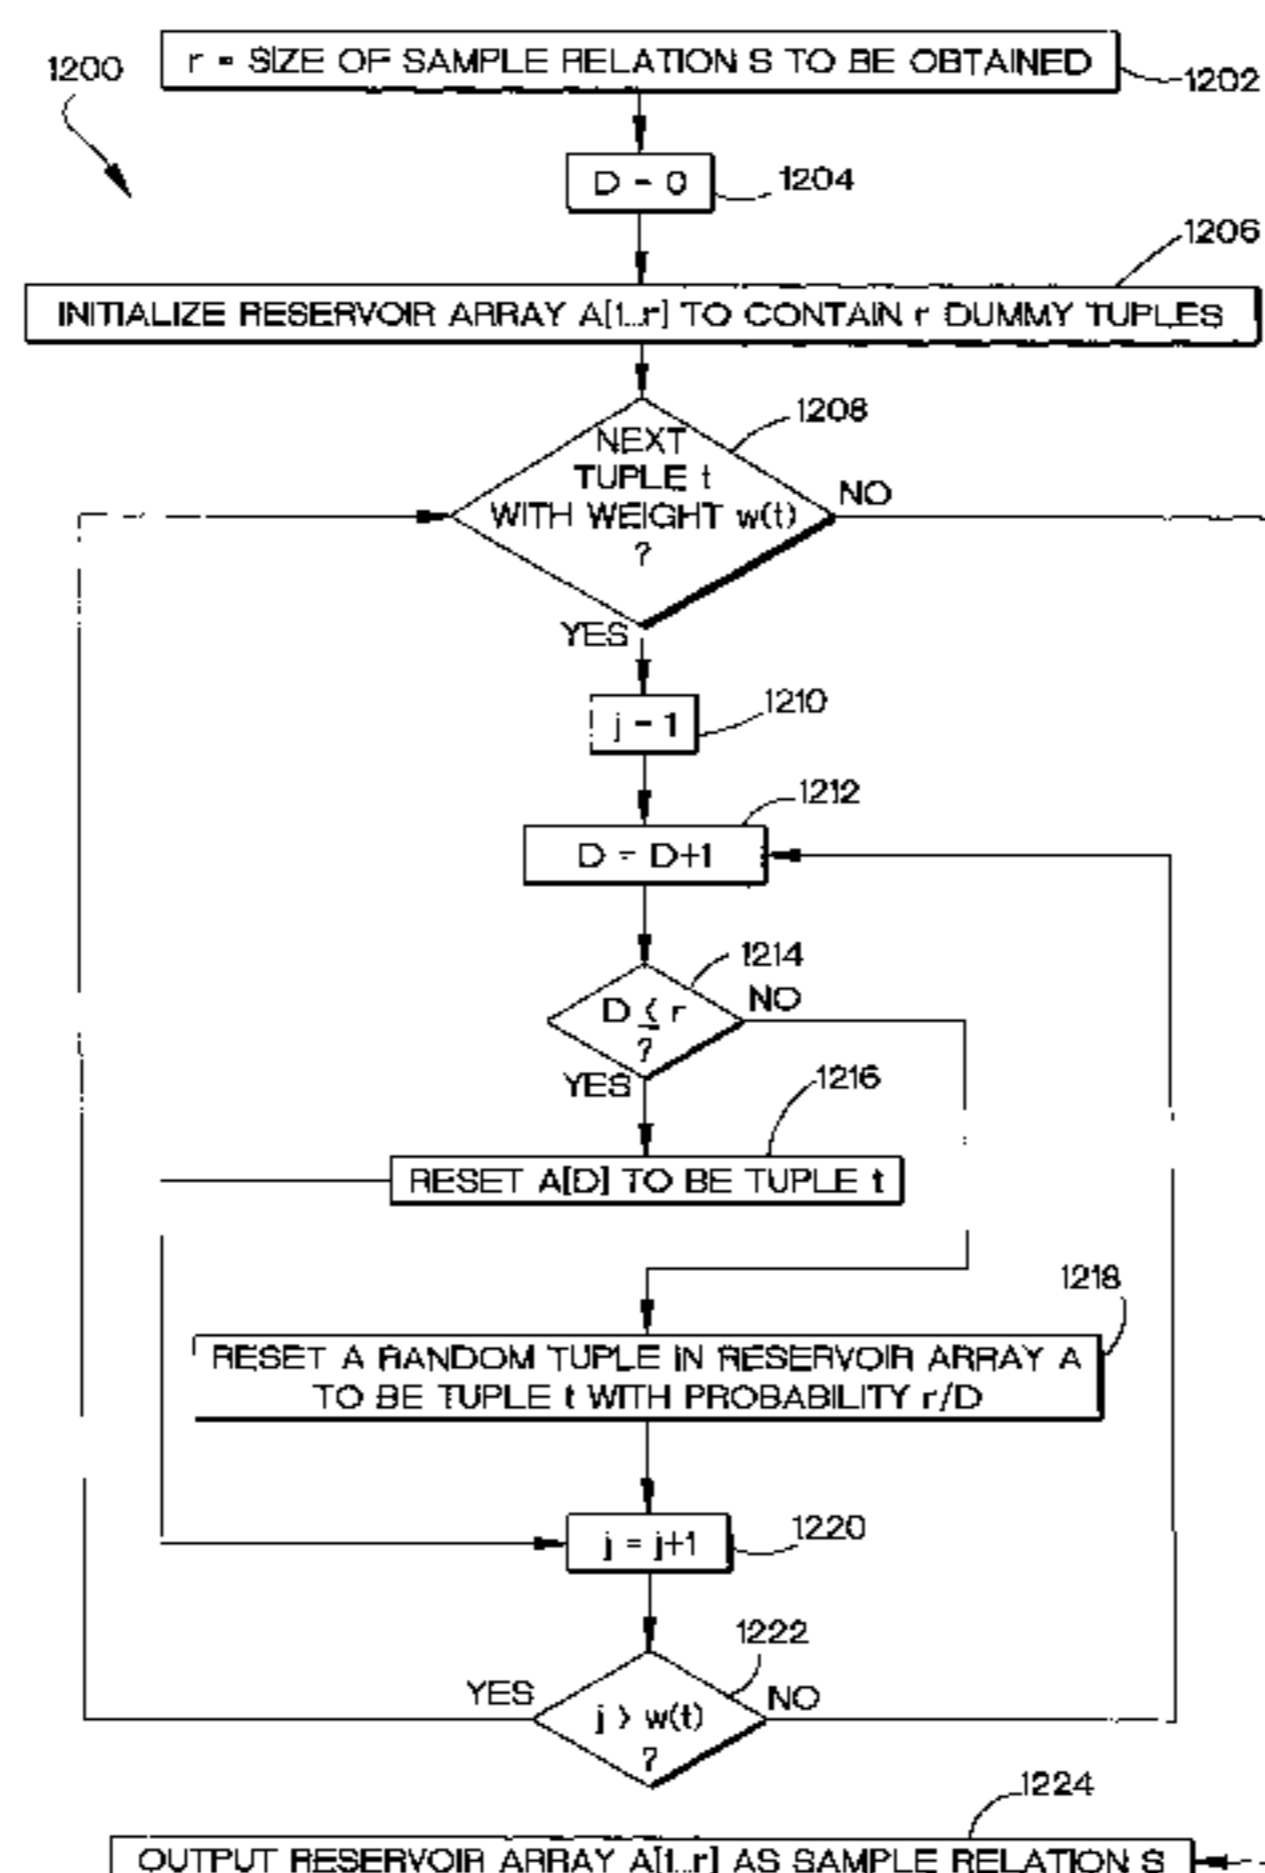 1200
r = SIZE OF SAMPLE RELATION S TO BE OBTAINED
1202
D = 0
1204
1206
INITIALIZE RESERVOIR ARRAY A[1...r] TO CONTAIN r DUMMY TUPLES
1208
NEXT
TUPLE t
WITH WEIGHT w(t)
?
NO
YES
j = 1
1210
1212
D = D+1
1214
D ≤ r
?
NO
YES
1216
RESET A[D] TO BE TUPLE t
1218
RESET A RANDOM TUPLE IN RESERVOIR ARRAY A
TO BE TUPLE t WITH PROBABILITY r/D
j = j+1
1220
1222
YES
j > w(t)
?
NO
1224
OUTPUT RESERVOIR ARRAY A[1...r] AS SAMPLE RELATION S